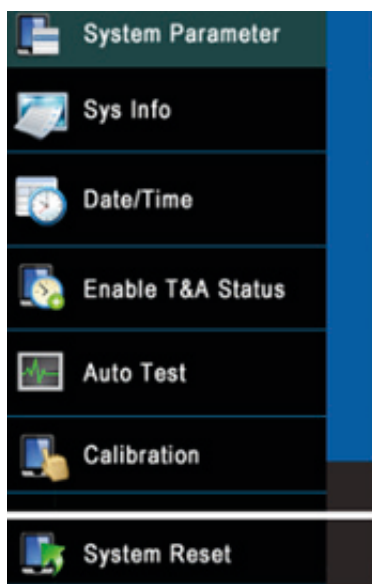 System Parameter
Sys Info
Date/Time
Enable T&A Status
Auto Test
Calibration
System Reset